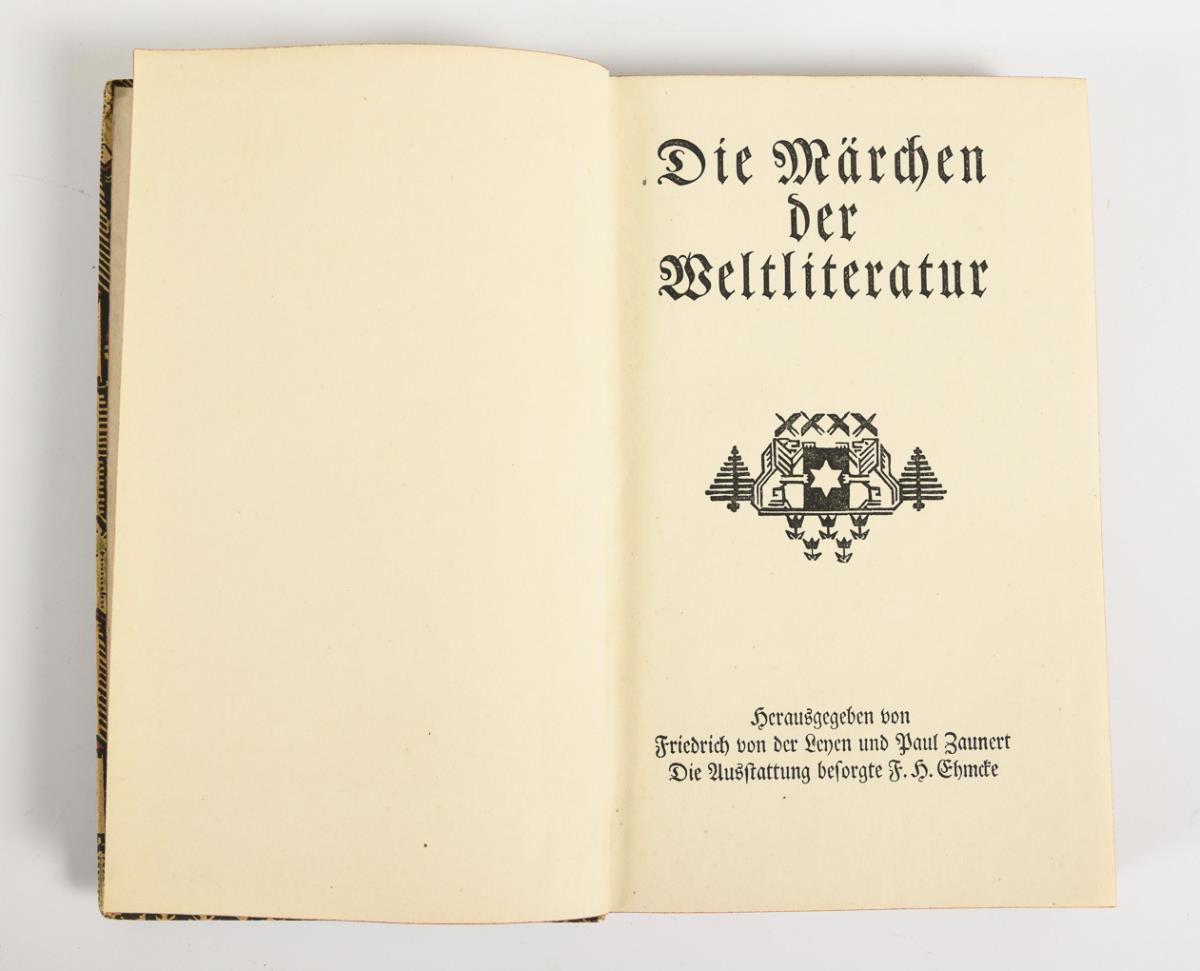 Die Märchen
der
Weltliteratur
Herausgegeben von
Friedrich von der Leyen und Paul Zaunert
Die Ausstattung besorgte F. H. Ehmcke